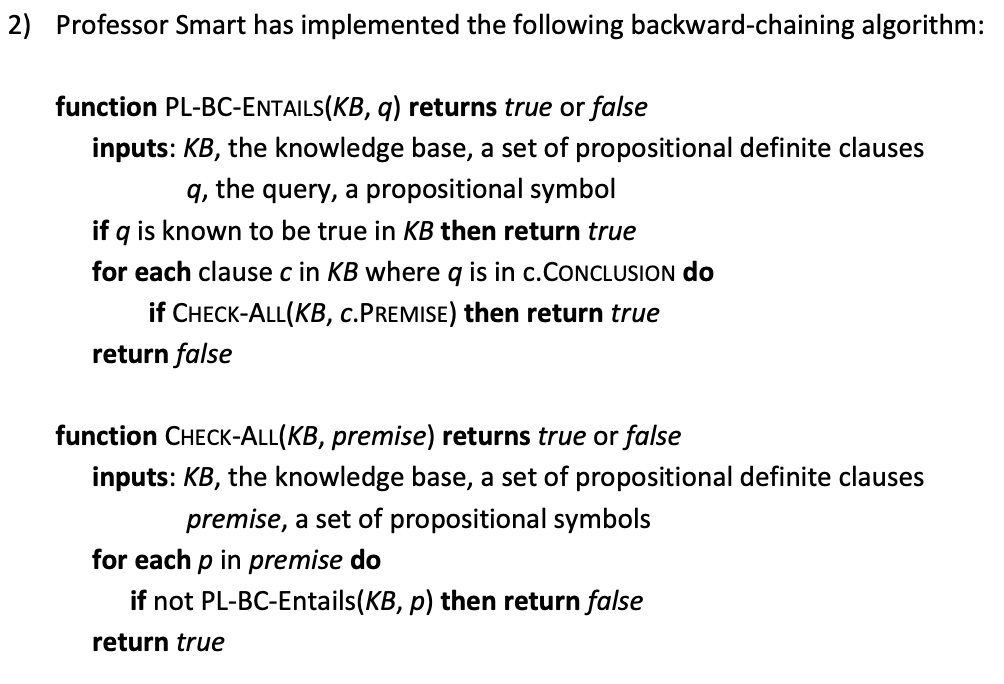 2) Professor Smart has implemented the following backward-chaining algorithm:
function PL-BC-ENTAILS(KB, q) returns true or false
inputs: KB, the knowledge base, a set of propositional definite clauses
q, the query, a propositional symbol
if q is known to be true in KB then return true
for each clause c in KB where q is in c.CONCLUSION do
if CHECK-ALL(KB, c.PREMISE) then return true
return false
function CHECK-ALL(KB, premise) returns true or false
inputs: KB, the knowledge base, a set of propositional definite clauses
premise, a set of propositional symbols
for each p in premise do
if not PL-BC-Entails(KB, p) then return false
return true